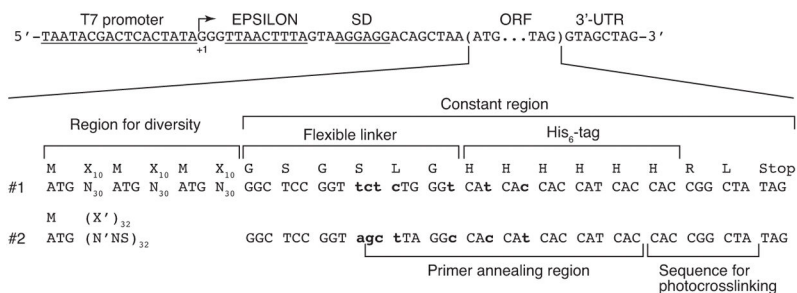 T7 promoter EPSILON SD ORF 3'-UTR
5'-TAATACGACTCACTATAGGGTTAACTTTAGTAAGGAGGACAGCTAA(ATG...TAG)GTAGCTAG-3'
+1
Constant region
Region for diversity Flexible linker His6-tag
M X10 M X10 M X10 G S G S L G H H H H H H R L Stop
#1 ATG N30 ATG N30 ATG N30 GGC TCC GGT tct cTG GGt CAt CAc CAC CAT CAC CAC CGG CTA TAG
M (X')32
#2 ATG (N'NS)32 GGC TCC GGT agc tTA GGc CAc CAt CAC CAT CAC CAC CGG CTA TAG
Primer annealing region Sequence for
photocrosslinking